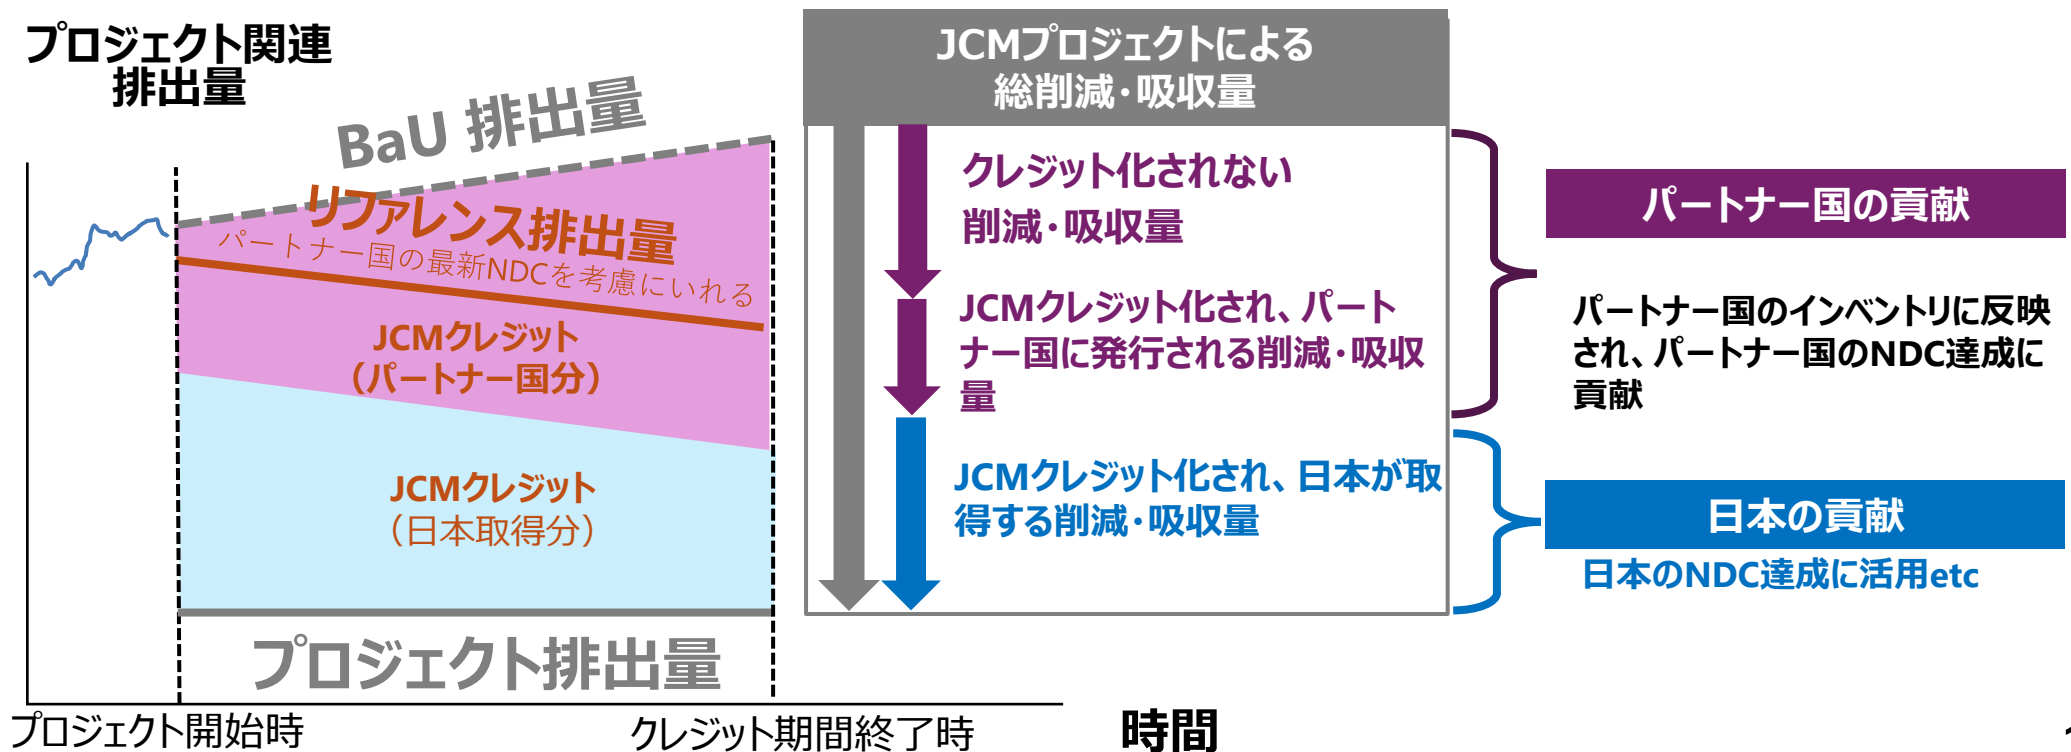 プロジェクト関連
排出量
BaU 排出量
リファレンス排出量
パートナー国の最新NDCを考慮にいれる
JCMクレジット
（パートナー国分）
JCMクレジット
（日本取得分）
プロジェクト排出量
プロジェクト開始時
クレジット期間終了時
時間
JCMプロジェクトによる
総削減・吸収量
クレジット化されない
削減・吸収量
JCMクレジット化され、パート
ナー国に発行される削減・吸収
量
JCMクレジット化され、日本が取
得する削減・吸収量
パートナー国の貢献
パートナー国のインベントリに反映
され、パートナー国のNDC達成に
貢献
日本の貢献
日本のNDC達成に活用etc